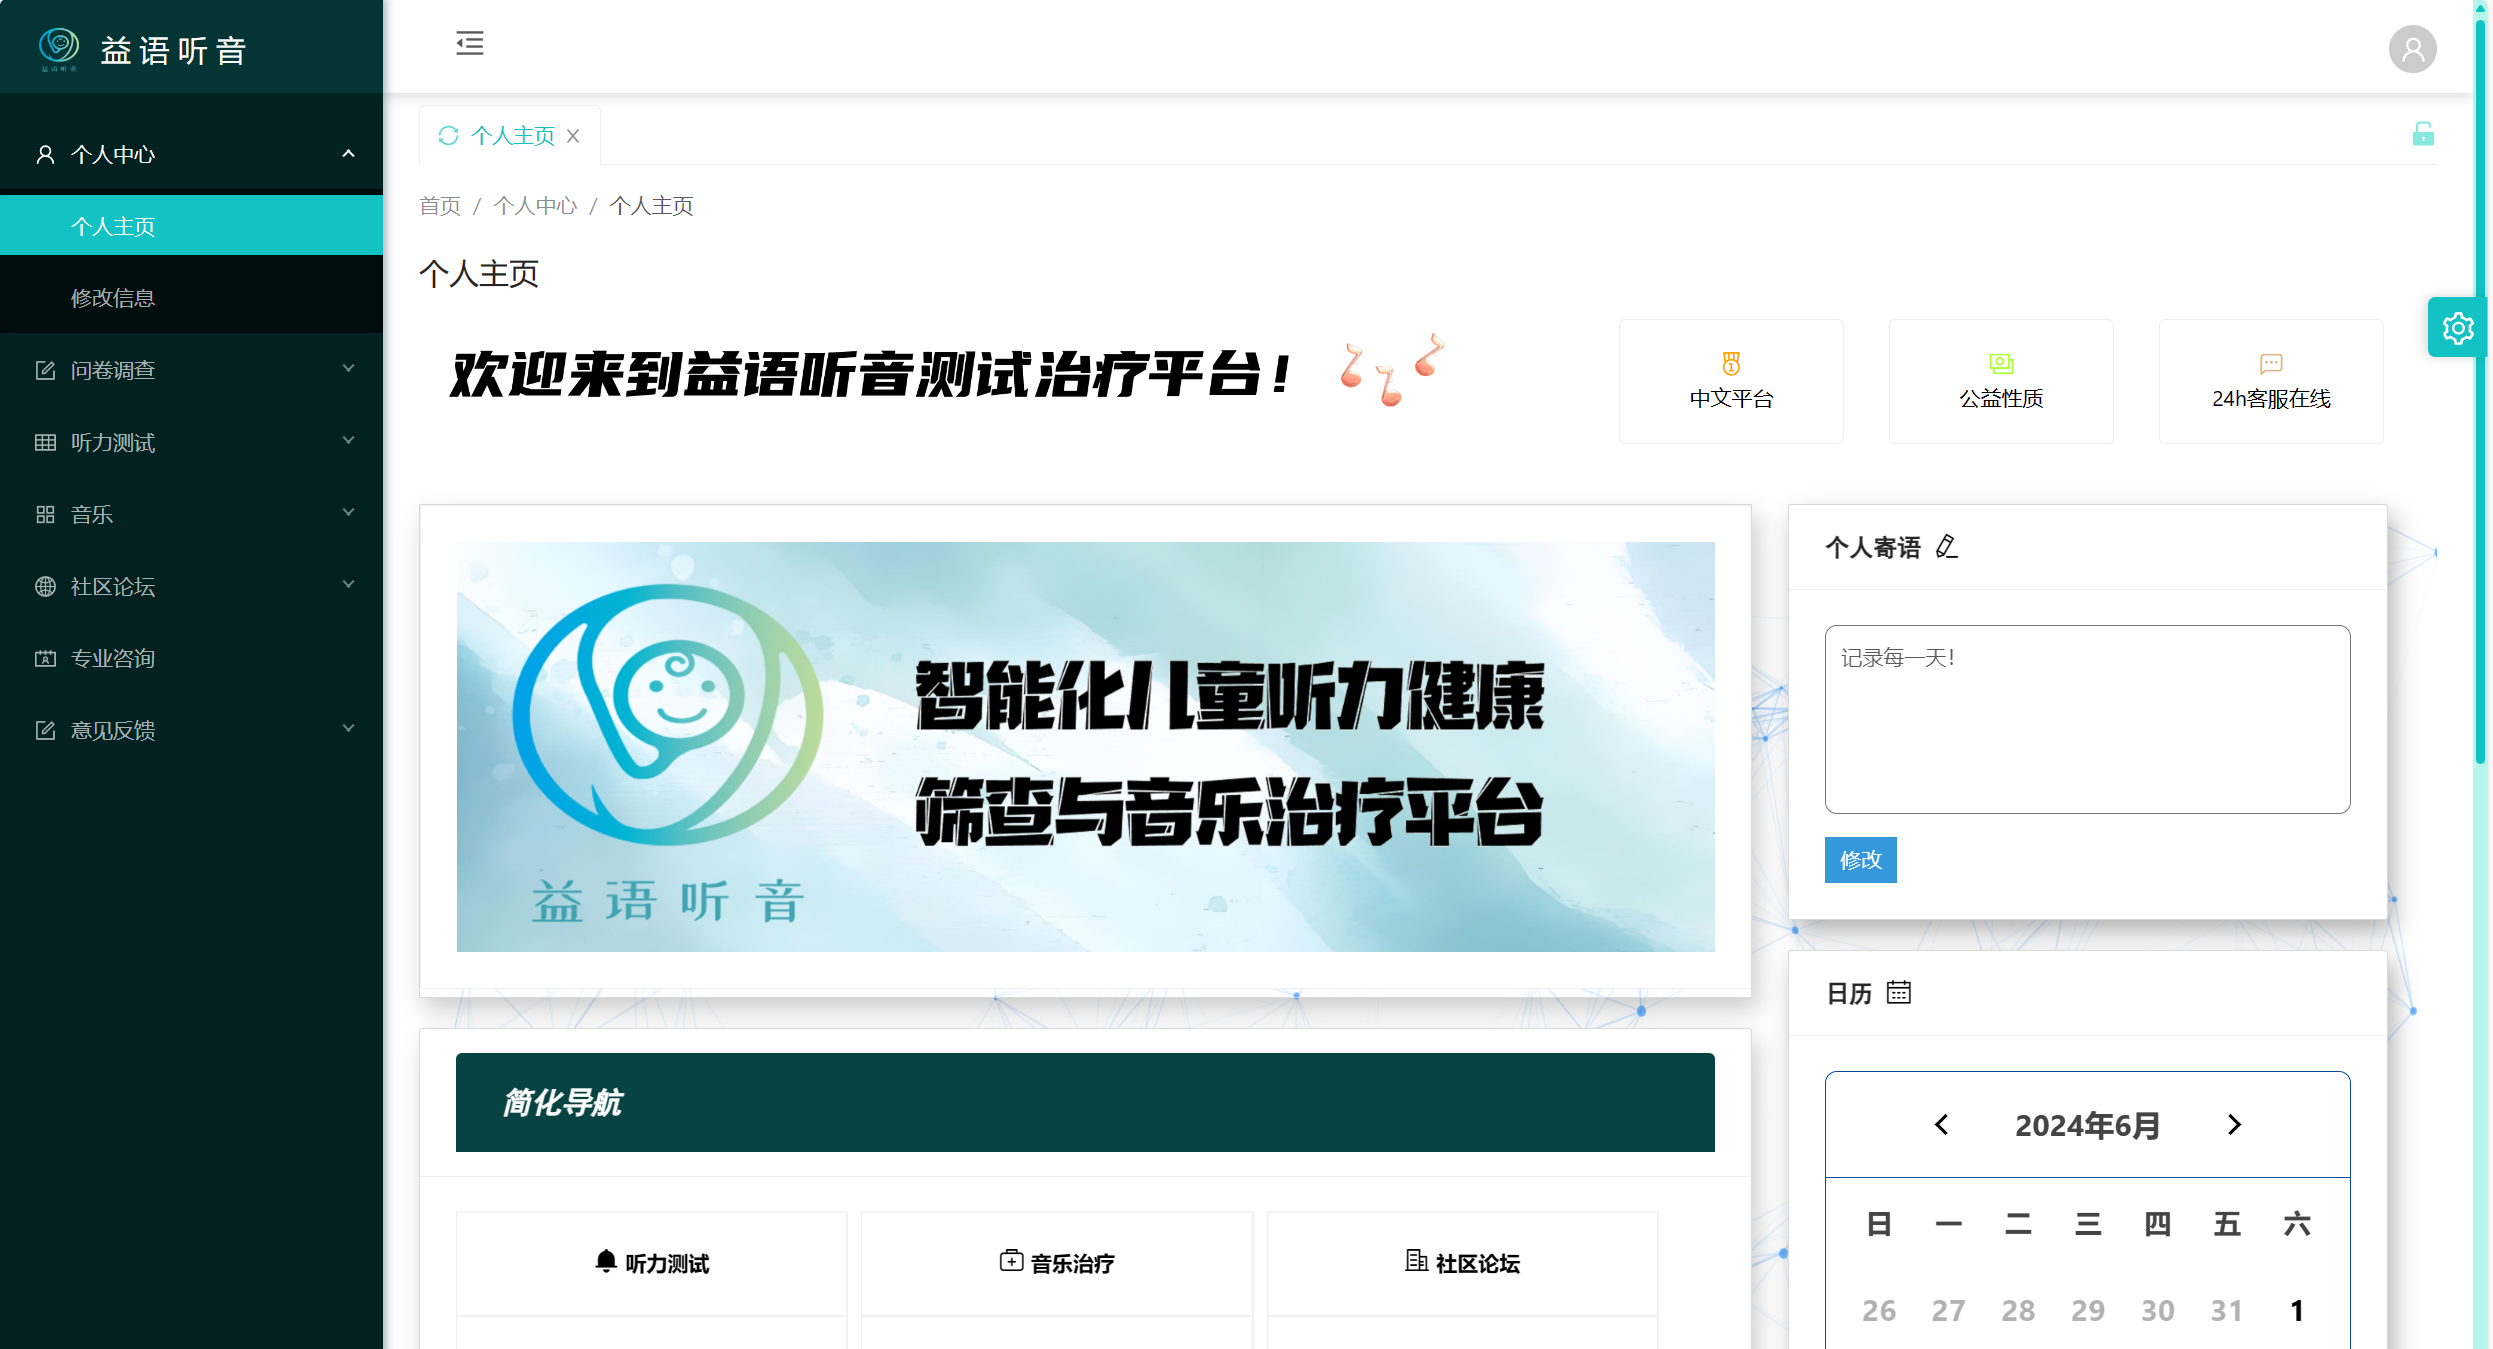 益语听音
益语听音
个人中心
个人主页
修改信息
问卷调查
听力测试
音乐
社区论坛
专业咨询
意见反馈
个人主页
首页 / 个人中心 / 个人主页
个人主页
欢迎来到益语听音测试治疗平台！
中文平台
公益性质
24h客服在线
智能化儿童听力健康
筛查与音乐治疗平台
益语听音
个人寄语
记录每一天！
修改
简化导航
听力测试
音乐治疗
社区论坛
日历
2024年6月
日 一 二 三 四 五 六
26 27 28 29 30 31 1